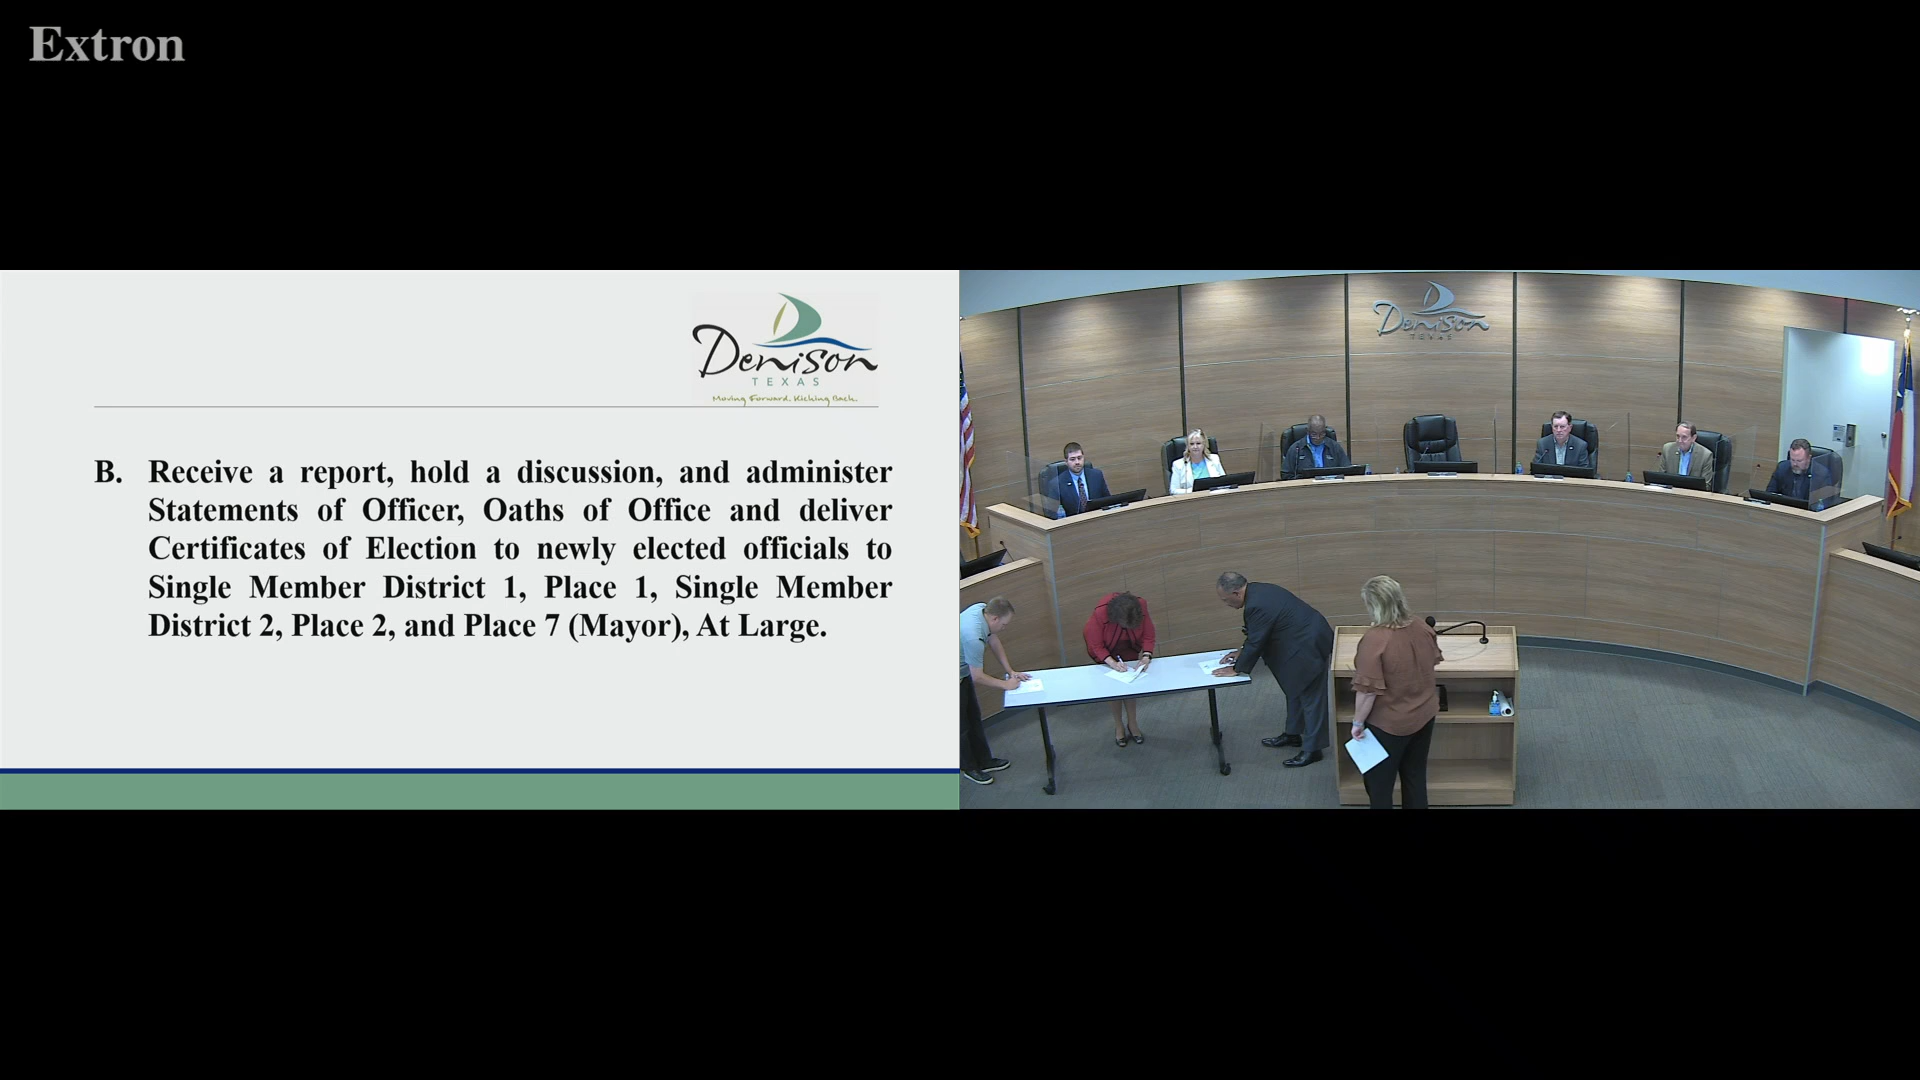 Extron
Denison
TEXAS
Moving Forward. Kicking Back.
B. Receive a report, hold a discussion, and administer
Statements of Officer, Oaths of Office and deliver
Certificates of Election to newly elected officials to
Single Member District 1, Place 1, Single Member
District 2, Place 2, and Place 7 (Mayor), At Large.
Denison
TEXAS